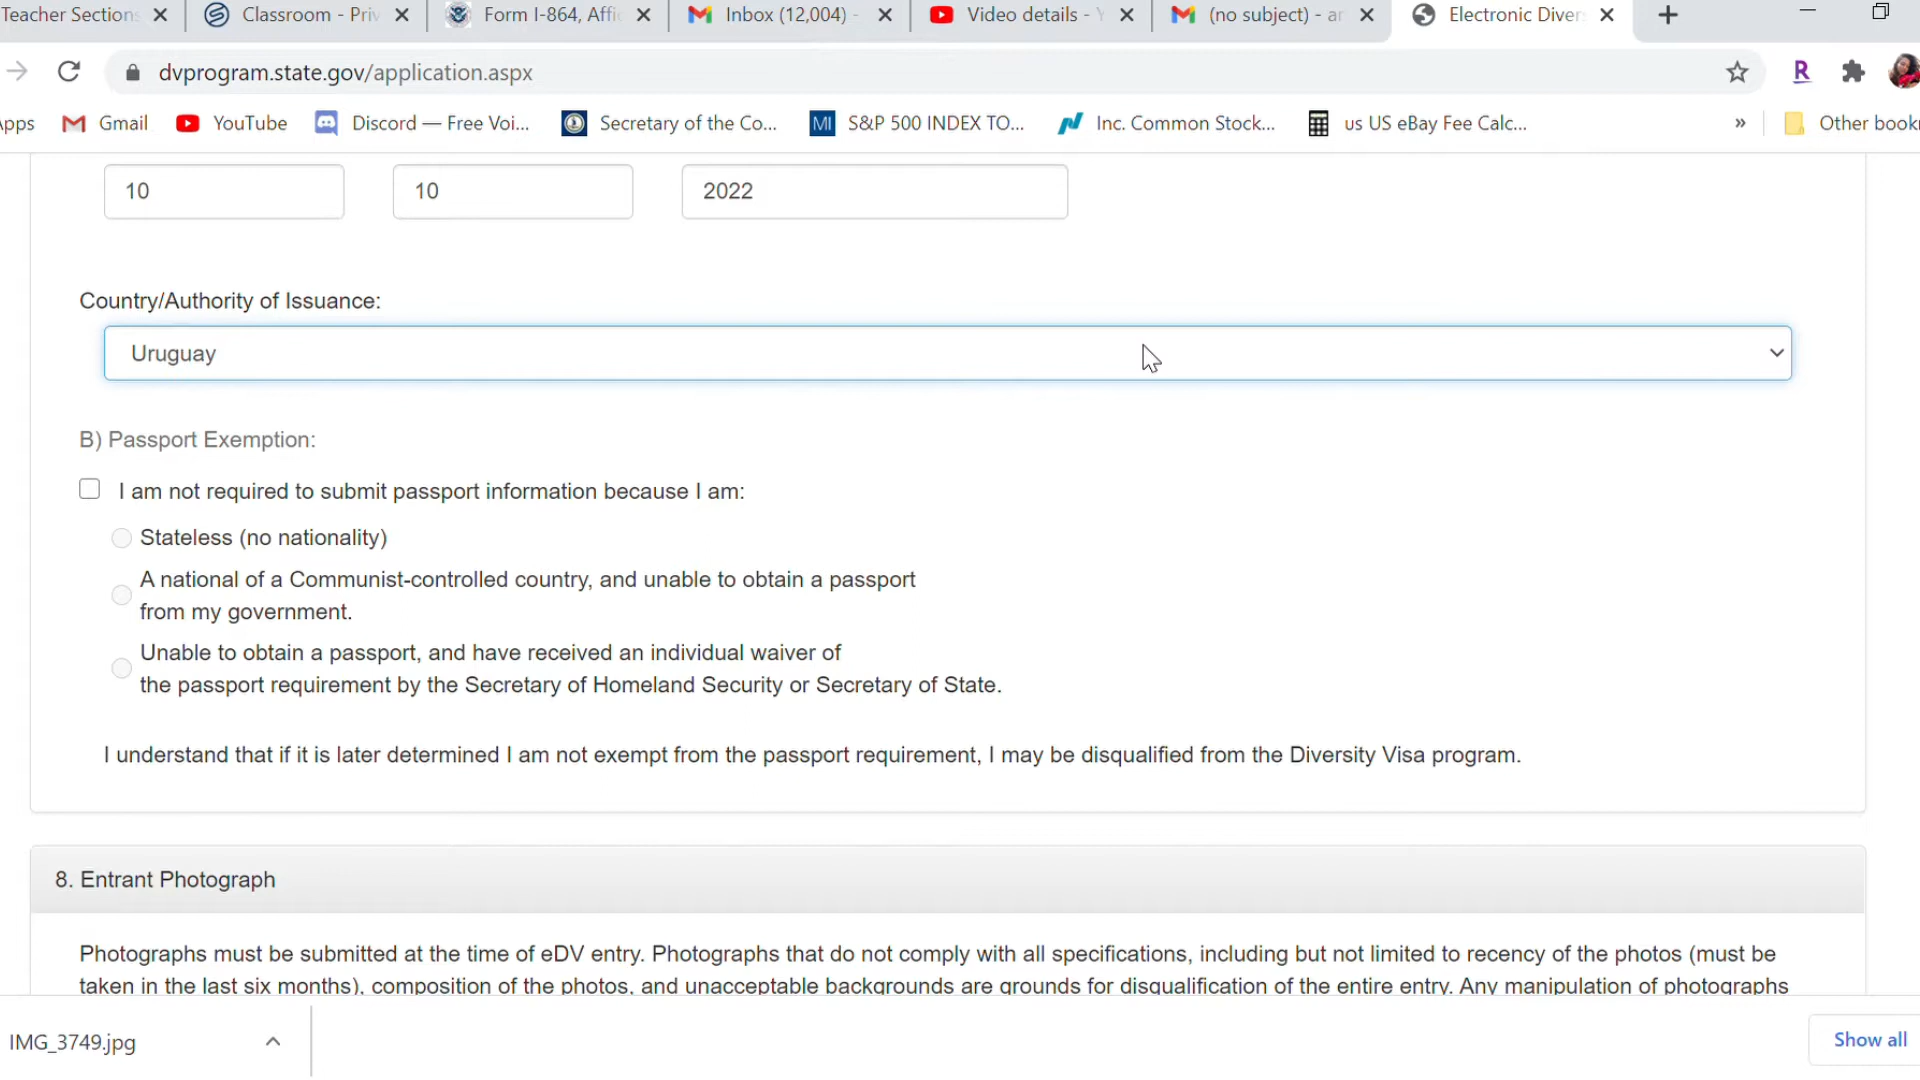 Teacher Sections
Classroom - Priv
Form I-864, Affi
Inbox (12,004) -
Video details - Y
(no subject) - ar
Electronic Divers
dvprogram.state.gov/application.aspx
R
Apps
Gmail
YouTube
Discord — Free Voi...
Secretary of the Co...
MI
S&P 500 INDEX TO...
Inc. Common Stock...
us US eBay Fee Calc...
»
Other book
10
10
2022
Country/Authority of Issuance:
Uruguay
B) Passport Exemption:
I am not required to submit passport information because I am:
Stateless (no nationality)
A national of a Communist-controlled country, and unable to obtain a passport
from my government.
Unable to obtain a passport, and have received an individual waiver of
the passport requirement by the Secretary of Homeland Security or Secretary of State.
I understand that if it is later determined I am not exempt from the passport requirement, I may be disqualified from the Diversity Visa program.
8. Entrant Photograph
Photographs must be submitted at the time of eDV entry. Photographs that do not comply with all specifications, including but not limited to recency of the photos (must be
taken in the last six months), composition of the photos, and unacceptable backgrounds are grounds for disqualification of the entire entry. Any manipulation of photographs
IMG_3749.jpg
Show all